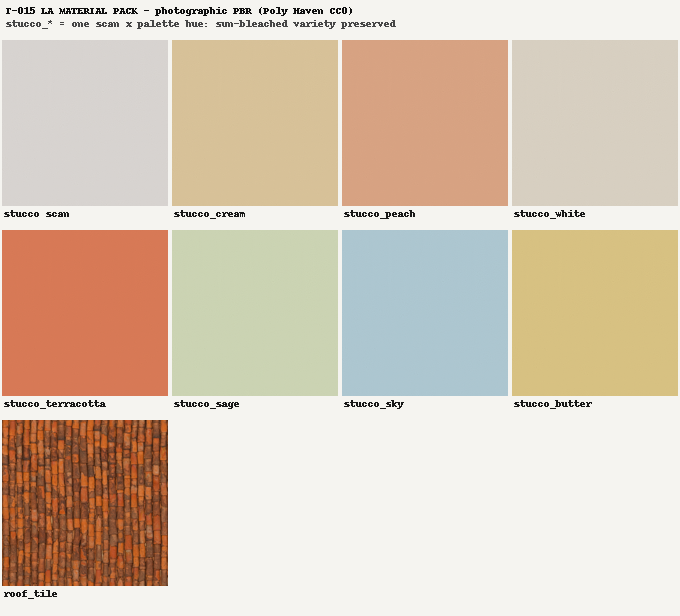 T-015 LA MATERIAL PACK - photographic PBR (Poly Haven CC0)
stucco_* = one scan x palette hue: sun-bleached variety preserved
stucco scan
stucco_cream
stucco_peach
stucco_white
stucco_terracotta
stucco_sage
stucco_sky
stucco_butter
roof_tile